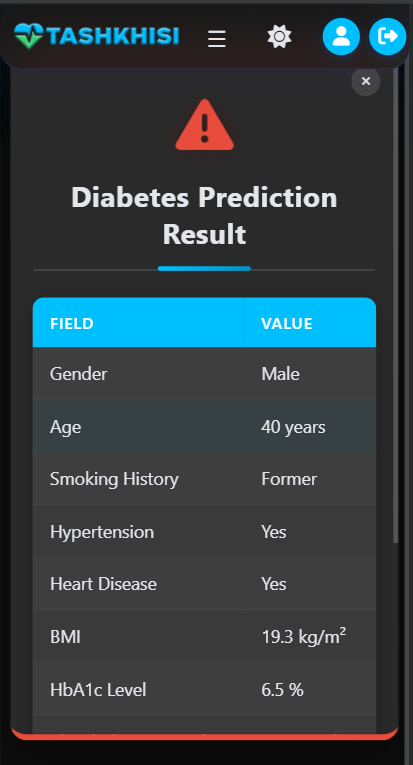 TASHKHISI
Diabetes Prediction
Result
FIELD VALUE
Gender Male
Age 40 years
Smoking History Former
Hypertension Yes
Heart Disease Yes
BMI 19.3 kg/m²
HbA1c Level 6.5 %